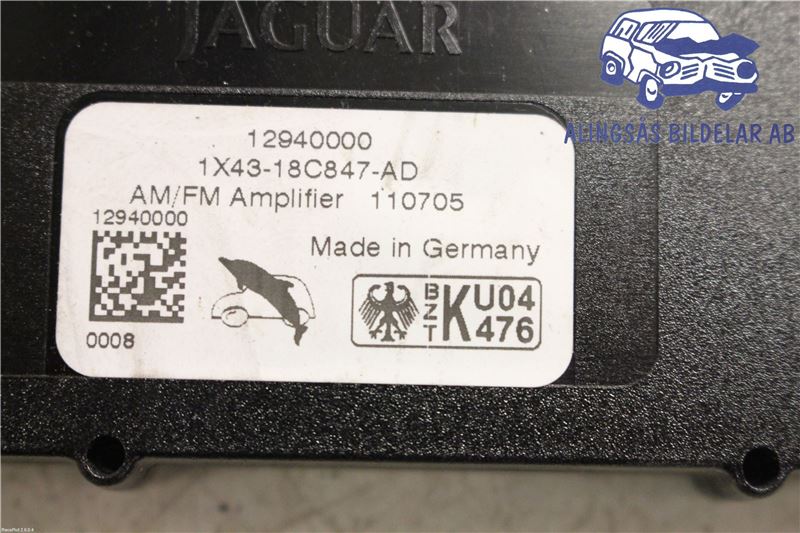 JAGUAR
ALINGSÅS BILDELAR AB
12940000
1X43-18C847-AD
AM/FM Amplifier 110705
12940000
Made in Germany
0008
BZT K U04 476